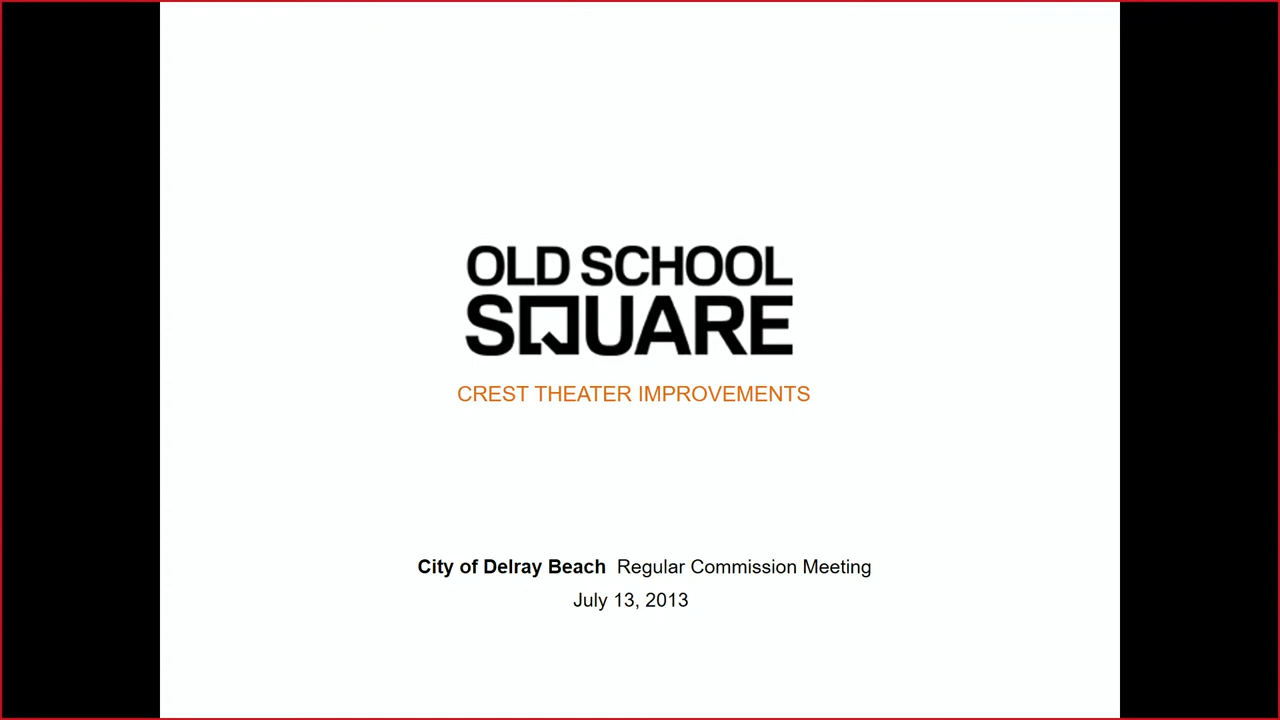 OLD SCHOOL
SQUARE
CREST THEATER IMPROVEMENTS
City of Delray Beach Regular Commission Meeting
July 13, 2013